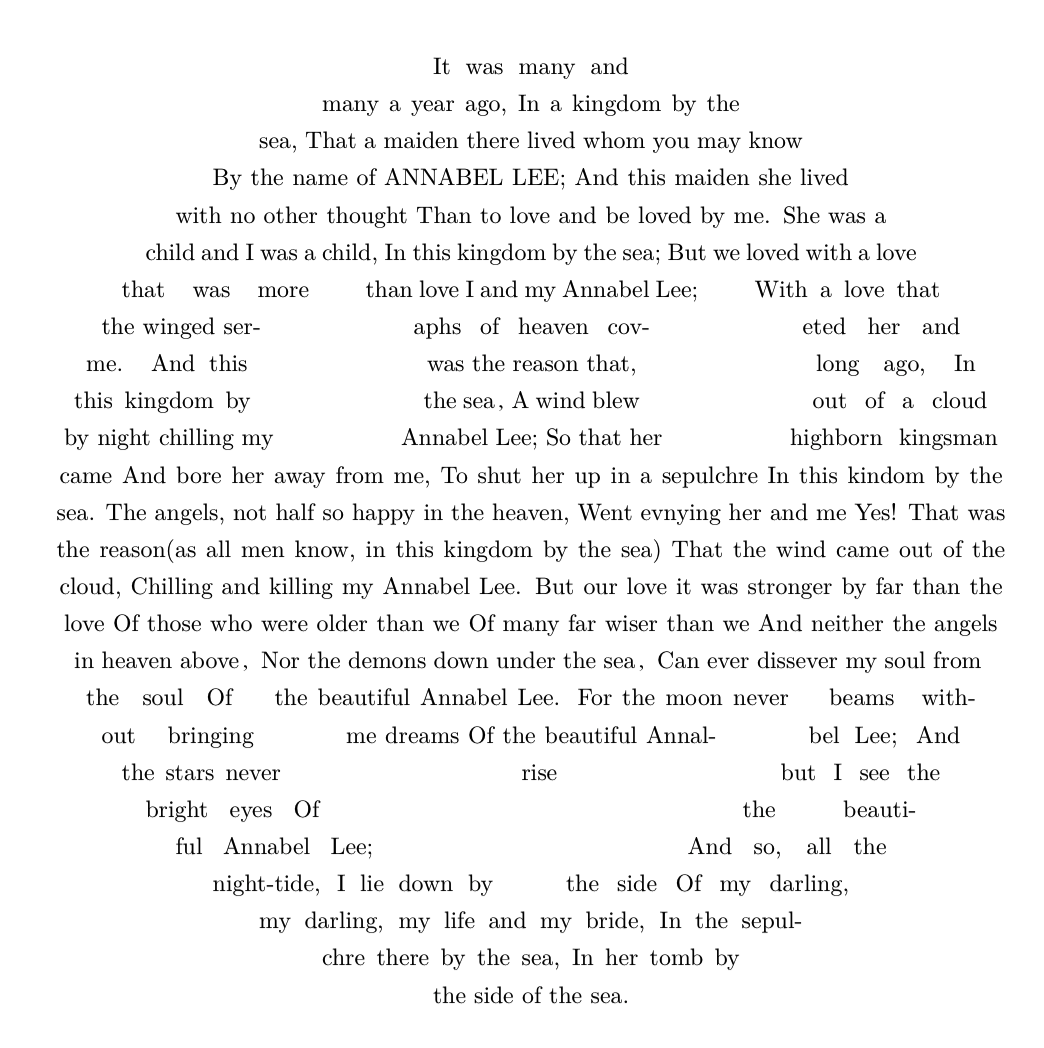 It was many and
many a year ago, In a kingdom by the
sea, That a maiden there lived whom you may know
By the name of ANNABEL LEE; And this maiden she lived
with no other thought Than to love and be loved by me. She was a
child and I was a child, In this kingdom by the sea; But we loved with a love
that was more than love I and my Annabel Lee; With a love that
the winged ser- aphs of heaven cov- eted her and
me. And this was the reason that, long ago, In
this kingdom by the sea, A wind blew out of a cloud
by night chilling my Annabel Lee; So that her highborn kingsman
came And bore her away from me, To shut her up in a sepulchre In this kindom by the
sea. The angels, not half so happy in the heaven, Went evnying her and me Yes! That was
the reason(as all men know, in this kingdom by the sea) That the wind came out of the
cloud, Chilling and killing my Annabel Lee. But our love it was stronger by far than the
love Of those who were older than we Of many far wiser than we And neither the angels
in heaven above, Nor the demons down under the sea, Can ever dissever my soul from
the soul Of the beautiful Annabel Lee. For the moon never beams with-
out bringing me dreams Of the beautiful Annal- bel Lee; And
the stars never rise but I see the
bright eyes Of the beauti-
ful Annabel Lee; And so, all the
night-tide, I lie down by the side Of my darling,
my darling, my life and my bride, In the sepul-
chre there by the sea, In her tomb by
the side of the sea.